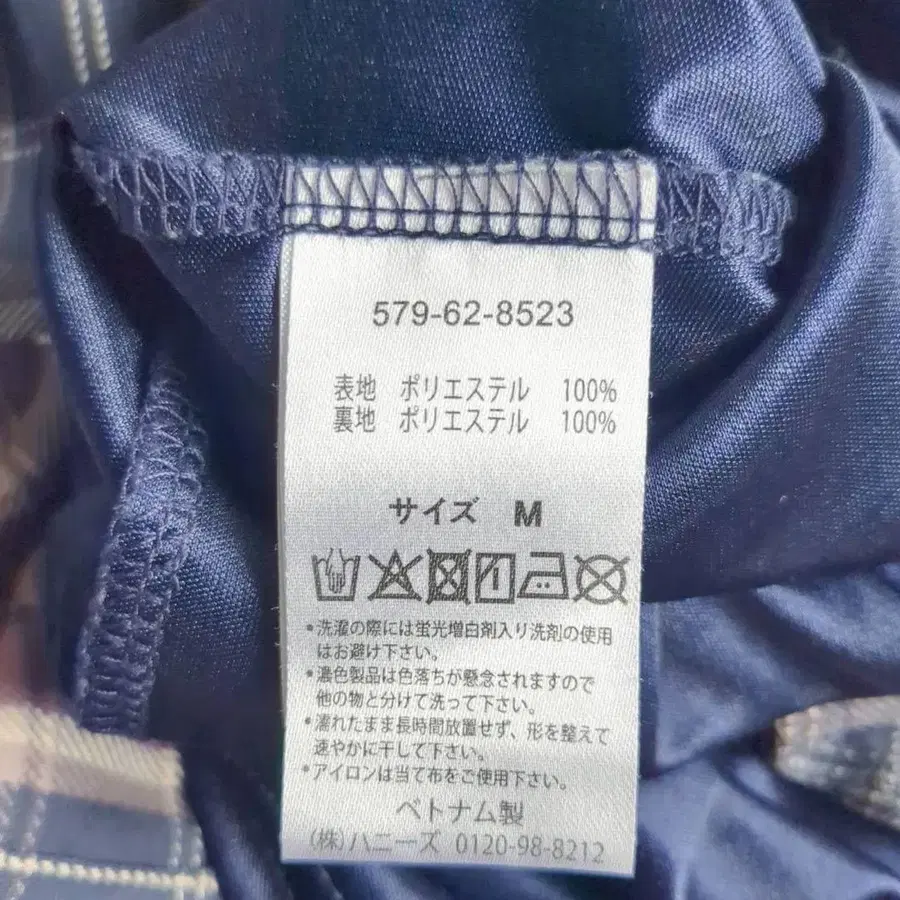 579-62-8523
表地 ポリエステル 100%
裏地 ポリエステル 100%
サイズ M
•洗濯の際には蛍光増白剤入り洗剤の使用
はお避け下さい。
•濃色製品は色落ちが懸念されますので
他の物と分けて洗って下さい。
•濡れたまま長時間放置せず、形を整えて
速やかに干して下さい。
•アイロンは当て布をご使用下さい。
ベトナム製
(株)ハニーズ 0120-98-8212